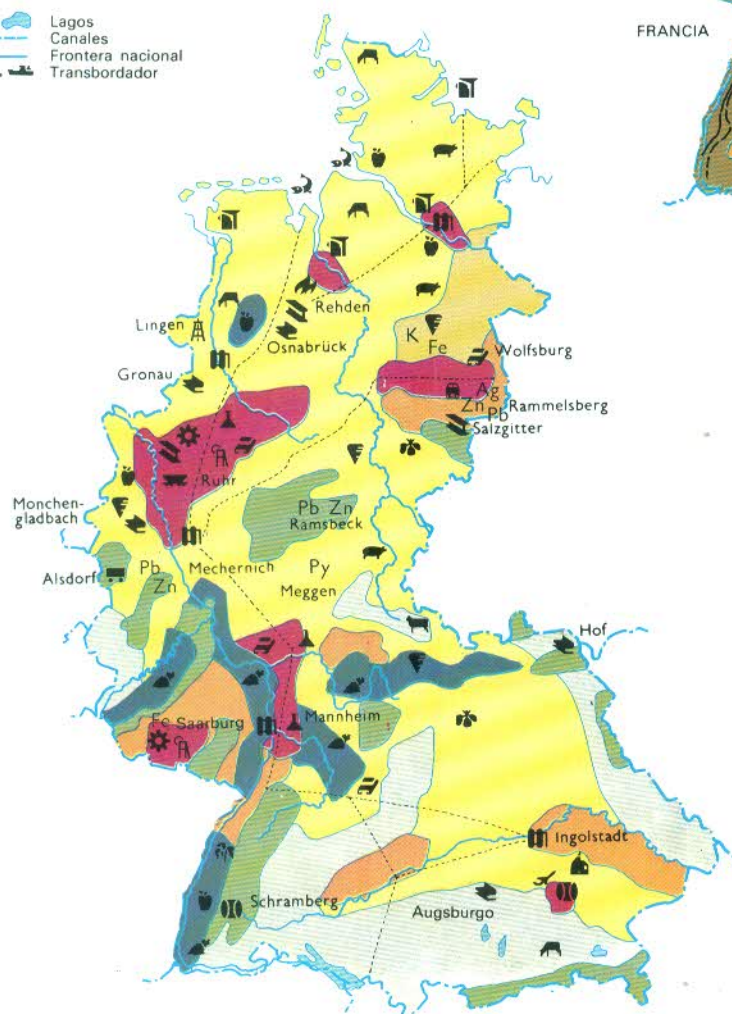 Lagos
Canales
Frontera nacional
Transbordador
FRANCIA
Rehden
Lingen
Osnabrück
K
Fe
Wolfsburg
Gronau
Ag
Zn
Pb
Rammelsberg
Salzgitter
Ruhr
Monchen-
gladbach
Pb Zn
Ramsbeck
Alsdorf
Pb
Zn
Mechernich
Py
Meggen
Hof
Fe
Saarburg
Mannheim
Ingolstadt
Schramberg
Augsburgo